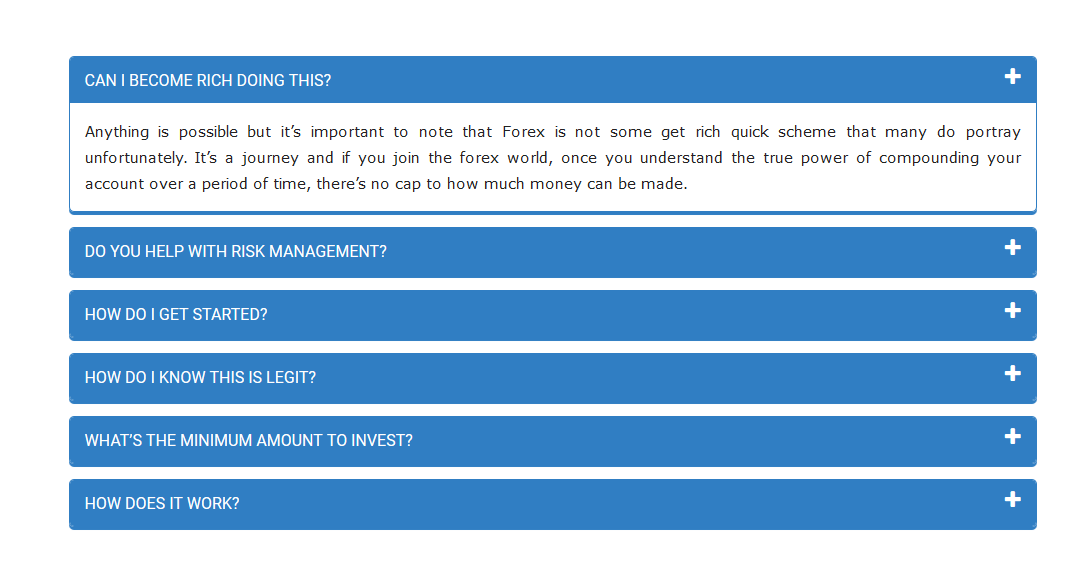 CAN I BECOME RICH DOING THIS?
Anything is possible but it’s important to note that Forex is not some get rich quick scheme that many do portray
unfortunately. It’s a journey and if you join the forex world, once you understand the true power of compounding your
account over a period of time, there’s no cap to how much money can be made.
DO YOU HELP WITH RISK MANAGEMENT?
HOW DO I GET STARTED?
HOW DO I KNOW THIS IS LEGIT?
WHAT’S THE MINIMUM AMOUNT TO INVEST?
HOW DOES IT WORK?